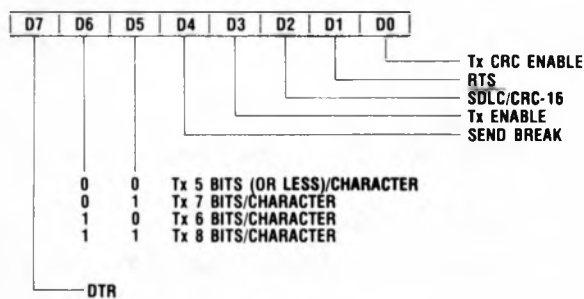 D7 D6 D5 D4 D3 D2 D1 D0
Tx CRC ENABLE
RTS
SDLC/CRC-16
Tx ENABLE
SEND BREAK
0 0 Tx 5 BITS (OR LESS)/CHARACTER
0 1 Tx 7 BITS/CHARACTER
1 0 Tx 6 BITS/CHARACTER
1 1 Tx 8 BITS/CHARACTER
DTR